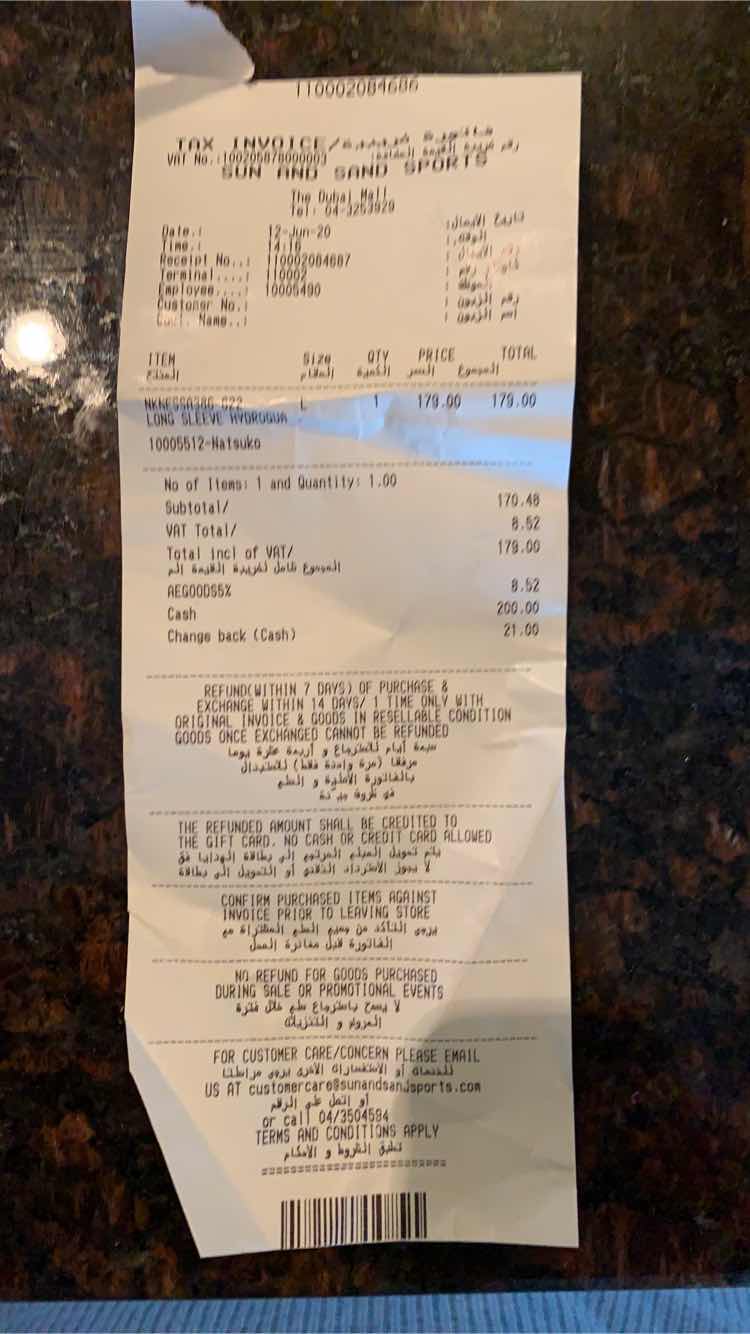 110002084686
TAX INVOICE/فاتورة ضريبية
VAT No.:100205878000003
SUN AND SAND SPORTS
The Dubai Mall
Tel: 04-3253929
Date.: 12-Jun-20 تاريخ الايصال:
Time.: 14:16 الوقت:
Receipt No..: 110002084687 رقم الايصال :
Terminal....: 110002
Employee....: 10005490 الموظف :
Customer No.: رقم الزبون :
Cust. Name..: اسم الزبون :
ITEM Size QTY PRICE TOTAL
المقاس الكمية السعر المجموع
L 1 179.00 179.00
LONG SLEEVE HYDROGUA
10005512-Natsuko
No of Items: 1 and Quantity: 1.00
Subtotal/ 170.48
VAT Total/ 8.52
Total incl of VAT/ 179.00
المجموع شامل لضريبة القيمة الم
AEGOODS5% 8.52
Cash 200.00
Change back (Cash) 21.00
REFUND(WITHIN 7 DAYS) OF PURCHASE &
EXCHANGE WITHIN 14 DAYS/ 1 TIME ONLY WITH
ORIGINAL INVOICE & GOODS IN RESELLABLE CONDITION
GOODS ONCE EXCHANGED CANNOT BE REFUNDED
سبعة أيام للاسترجاع و أربعة عشرة يوما
(مرة واحدة فقط) للاستبدال
بالفاتورة الأصلية و السلع
في ظروف جيدة
THE REFUNDED AMOUNT SHALL BE CREDITED TO
THE GIFT CARD. NO CASH OR CREDIT CARD ALLOWED
يتم تحويل المبلغ المرتجع إلى بطاقة الهدايا فق
لا يجوز الاسترداد النقدي أو التحويل إلى بطاقة
CONFIRM PURCHASED ITEMS AGAINST
INVOICE PRIOR TO LEAVING STORE
يرجى التأكد من جميع السلع المشتراة مع
الفاتورة قبل مغادرة المحل
NO REFUND FOR GOODS PURCHASED
DURING SALE OR PROMOTIONAL EVENTS
لا يسمح باسترجاع سلع خلال فترة
العروض و التنزيلات
FOR CUSTOMER CARE/CONCERN PLEASE EMAIL
للخدمات أو الاستفسارات الأخرى يرجى مراسلتنا
US AT customercare@sunandsandsports.com
أو إتصل على الرقم
or call 04/3504594
TERMS AND CONDITIONS APPLY
تطبق الشروط و الأحكام